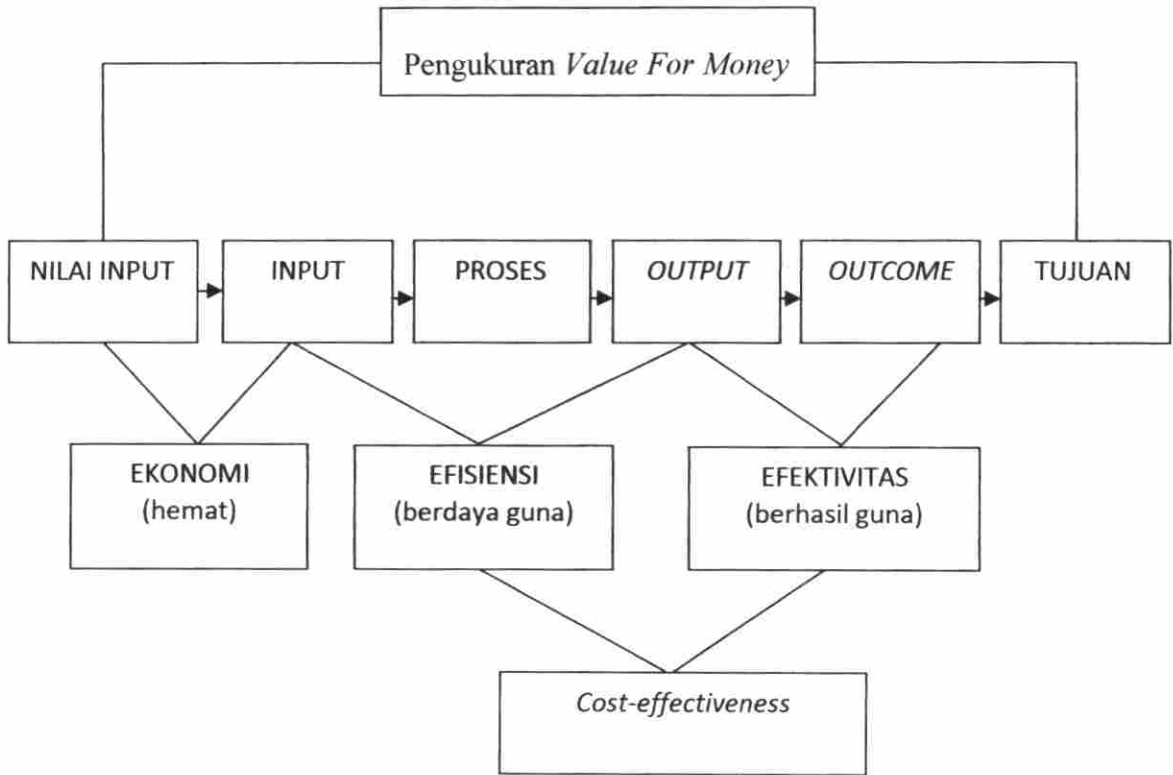 Pengukuran Value For Money
NILAI INPUT
INPUT
PROSES
OUTPUT
OUTCOME
TUJUAN
EKONOMI
(hemat)
EFISIENSI
(berdaya guna)
EFEKTIVITAS
(berhasil guna)
Cost-effectiveness